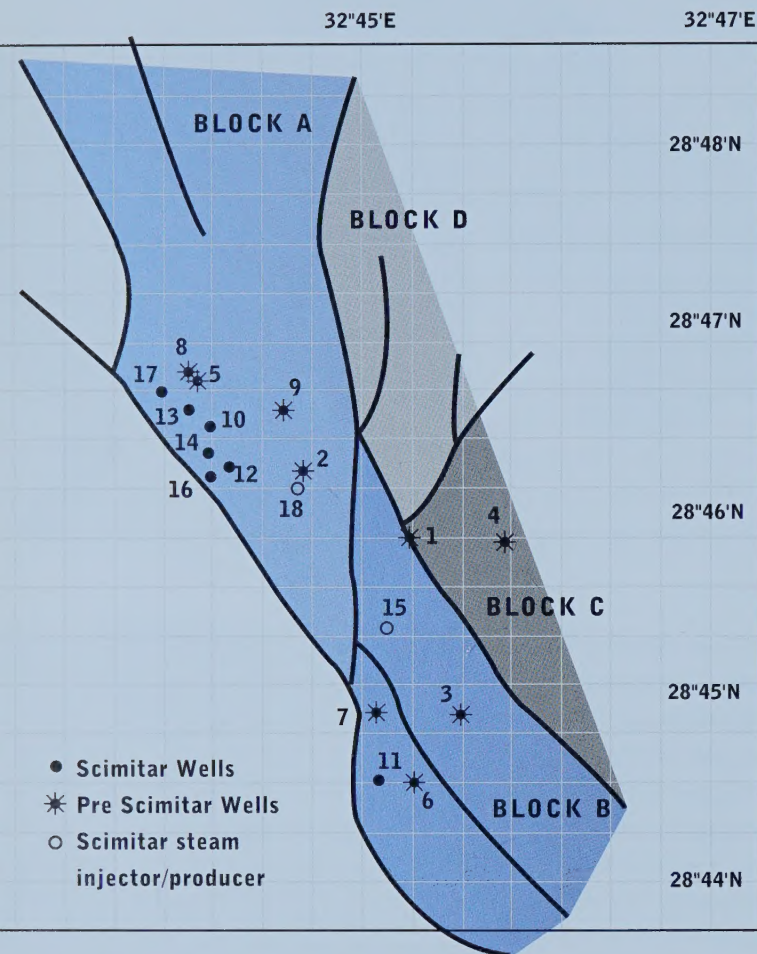 32"45'E
32"47'E
BLOCK A
28"48'N
BLOCK D
28"47'N
8
5
17
9
13
10
14
2
12
16
18
28"46'N
4
1
15
BLOCK C
28"45'N
3
7
Scimitar Wells
11
Pre Scimitar Wells
6
BLOCK B
Scimitar steam
injector/producer
28"44'N